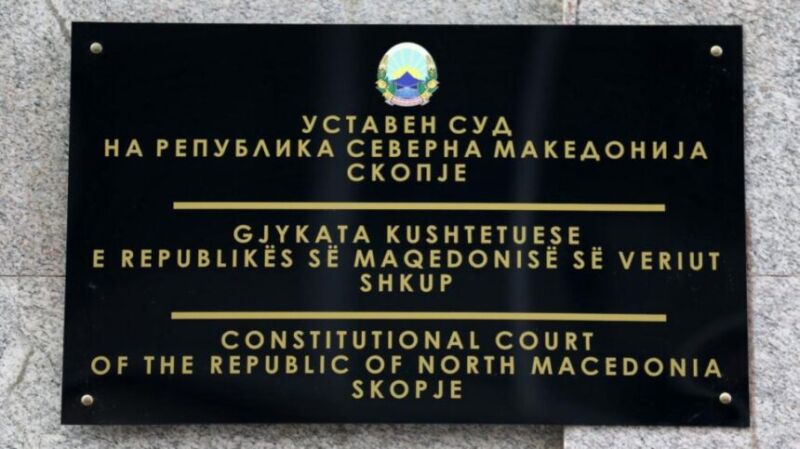 УСТАВЕН СУД
НА РЕПУБЛИКА СЕВЕРНА МАКЕДОНИЈА
СКОПЈЕ
GJYKATA KUSHTETUESE
E REPUBLIKËS SË MAQEDONISË SË VERIUT
SHKUP
CONSTITUTIONAL COURT
OF THE REPUBLIC OF NORTH MACEDONIA
SKOPJE